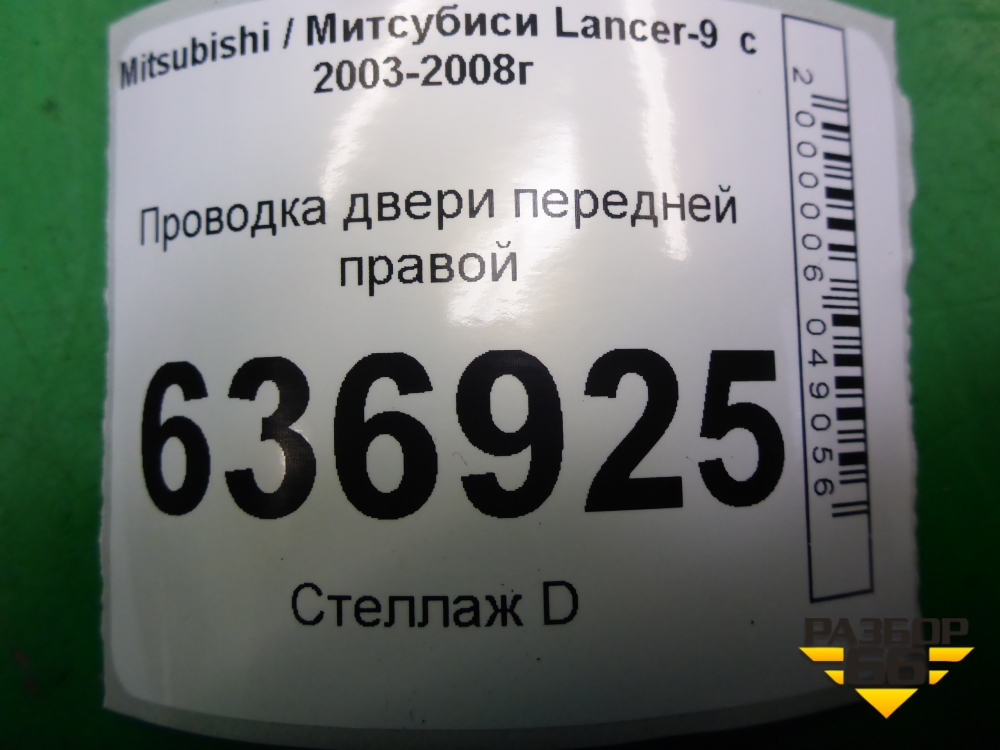 Mitsubishi / Митсубиси Lancer-9 с
2003-2008г
Проводка двери передней
правой
636925
Стеллаж D
2000006049056
РАЗБОР
66